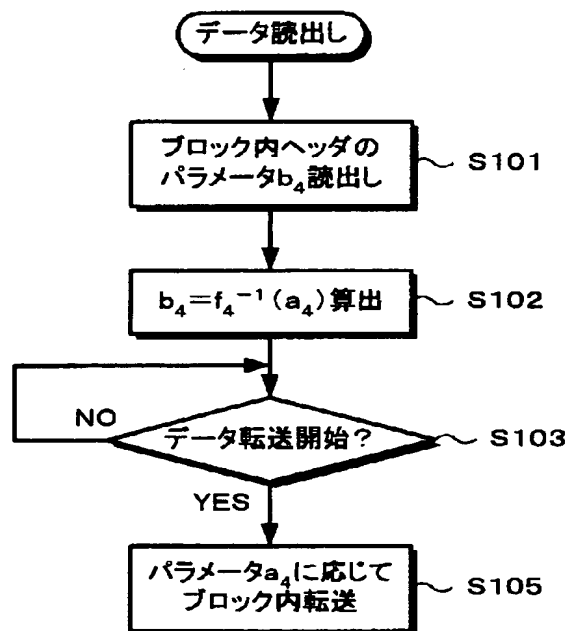 データ読出し
ブロック内ヘッダの
パラメータb₄読出し
S101
b₄=f₄⁻¹(a₄)算出
S102
NO
データ転送開始?
S103
YES
パラメータa₄に応じて
ブロック内転送
S105